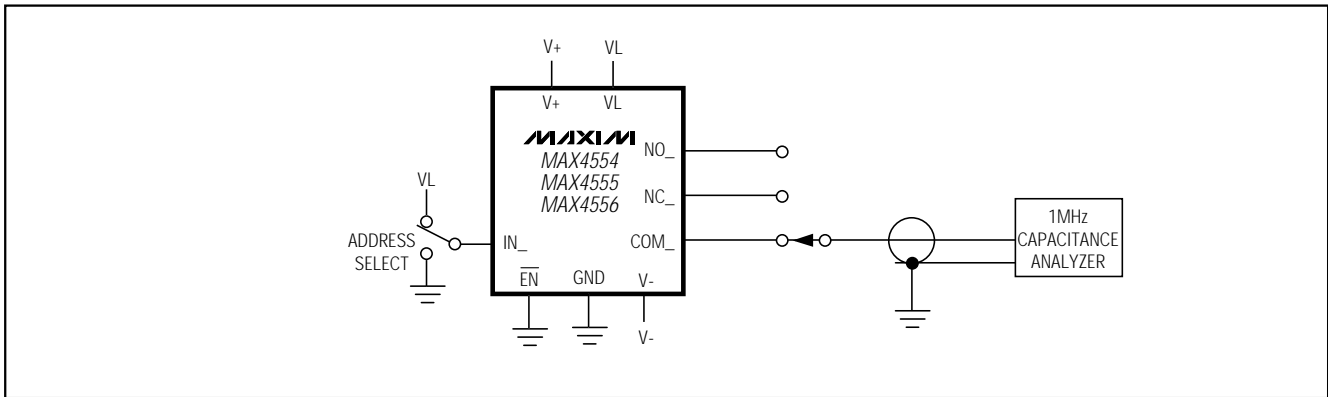 V+ VL
V+ VL
MAXIM
MAX4554
MAX4555
MAX4556
NO_
NC_
COM_
IN_
EN GND V-
V-
VL
ADDRESS
SELECT
1MHz
CAPACITANCE
ANALYZER